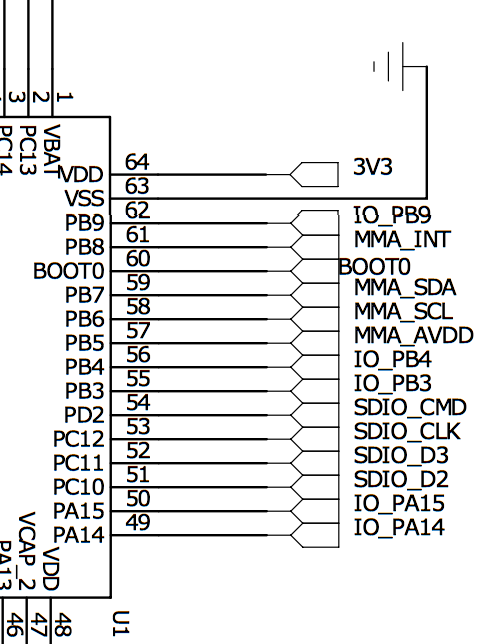 3
2
1
PC14
PC13
VBAT
VDD 64 3V3
VSS 63
PB9 62 IO_PB9
PB8 61 MMA_INT
BOOT0 60 BOOT0
PB7 59 MMA_SDA
PB6 58 MMA_SCL
PB5 57 MMA_AVDD
PB4 56 IO_PB4
PB3 55 IO_PB3
PD2 54 SDIO_CMD
PC12 53 SDIO_CLK
PC11 52 SDIO_D3
PC10 51 SDIO_D2
PA15 50 IO_PA15
PA14 49 IO_PA14
PA13
VCAP_2
VDD
46
47
48
U1